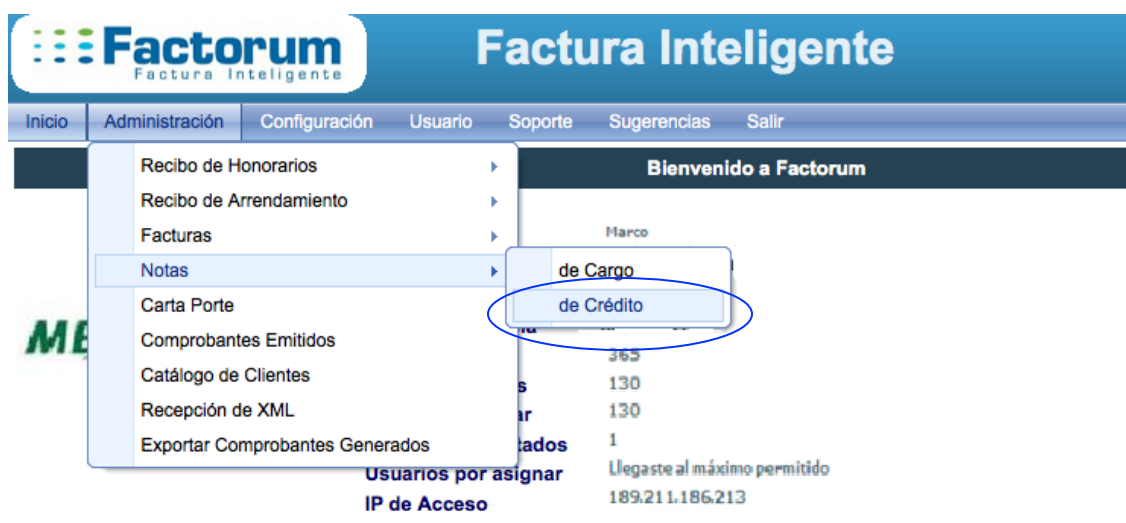 Factorum
Factura Inteligente
Factura Inteligente
Inicio Administración Configuración Usuario Soporte Sugerencias Salir
Bienvenido a Factorum
Recibo de Honorarios
Recibo de Arrendamiento
Facturas
Notas
Carta Porte
Comprobantes Emitidos
Catálogo de Clientes
Recepción de XML
Exportar Comprobantes Generados
de Cargo
de Crédito
Marco
365
130
130
1
Usuarios por asignar Llegaste al máximo permitido
IP de Acceso 189.211.186.213